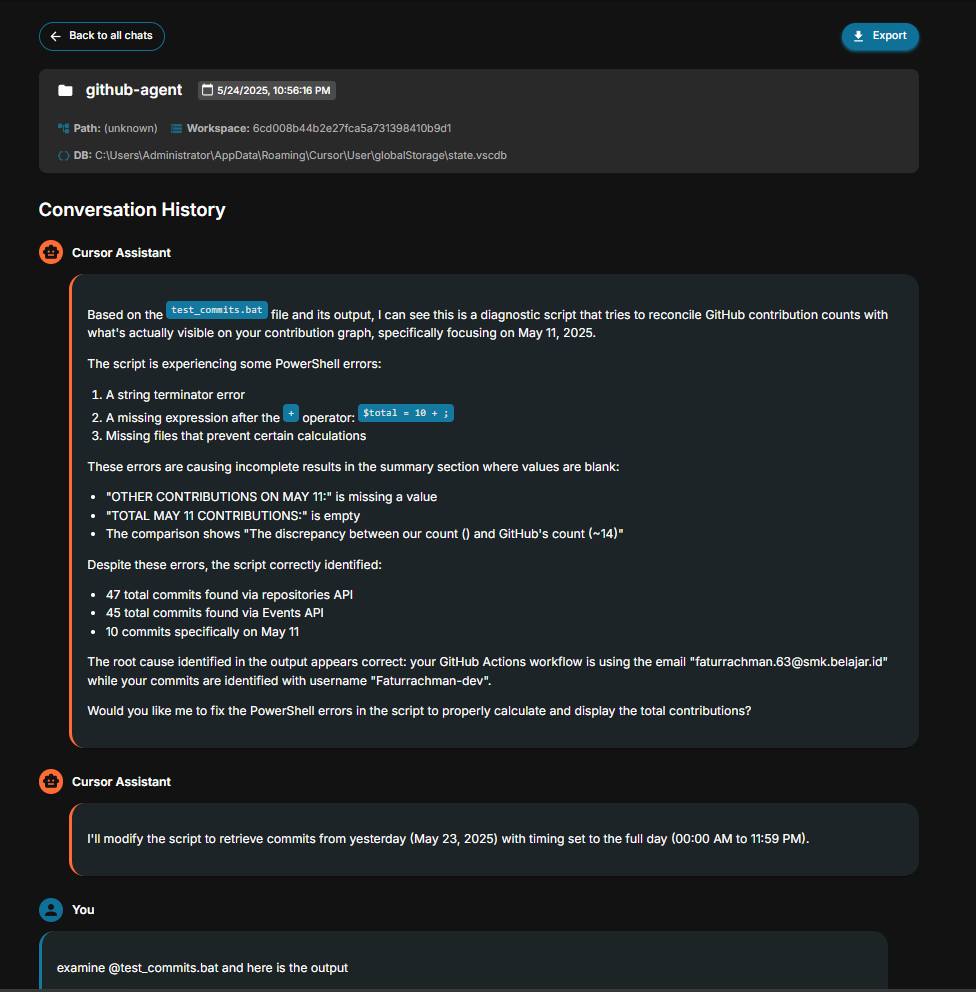 Back to all chats
Export
github-agent 5/24/2025, 10:56:16 PM
Path: (unknown) Workspace: 6cd008b44b2e27fca5a731398410b9d1
DB: C:\Users\Administrator\AppData\Roaming\Cursor\User\globalStorage\state.vscdb
Conversation History
Cursor Assistant
Based on the test_commits.bat file and its output, I can see this is a diagnostic script that tries to reconcile GitHub contribution counts with
what's actually visible on your contribution graph, specifically focusing on May 11, 2025.
The script is experiencing some PowerShell errors:
1. A string terminator error
2. A missing expression after the + operator: $total = 10 + ;
3. Missing files that prevent certain calculations
These errors are causing incomplete results in the summary section where values are blank:
• "OTHER CONTRIBUTIONS ON MAY 11:" is missing a value
• "TOTAL MAY 11 CONTRIBUTIONS:" is empty
• The comparison shows "The discrepancy between our count () and GitHub's count (~14)"
Despite these errors, the script correctly identified:
• 47 total commits found via repositories API
• 45 total commits found via Events API
• 10 commits specifically on May 11
The root cause identified in the output appears correct: your GitHub Actions workflow is using the email "faturrachman.63@smk.belajar.id"
while your commits are identified with username "Faturrachman-dev".
Would you like me to fix the PowerShell errors in the script to properly calculate and display the total contributions?
Cursor Assistant
I'll modify the script to retrieve commits from yesterday (May 23, 2025) with timing set to the full day (00:00 AM to 11:59 PM).
You
examine @test_commits.bat and here is the output